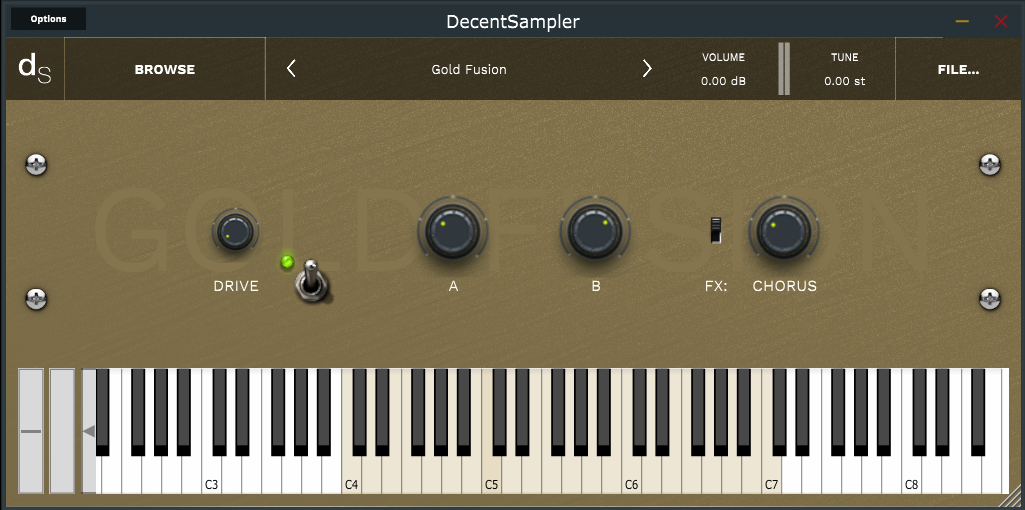 Options
DecentSampler
dS
BROWSE
Gold Fusion
VOLUME
0.00 dB
TUNE
0.00 st
FILE...
GOLD FUSION
DRIVE
A
B
FX:
CHORUS
C3
C4
C5
C6
C7
C8